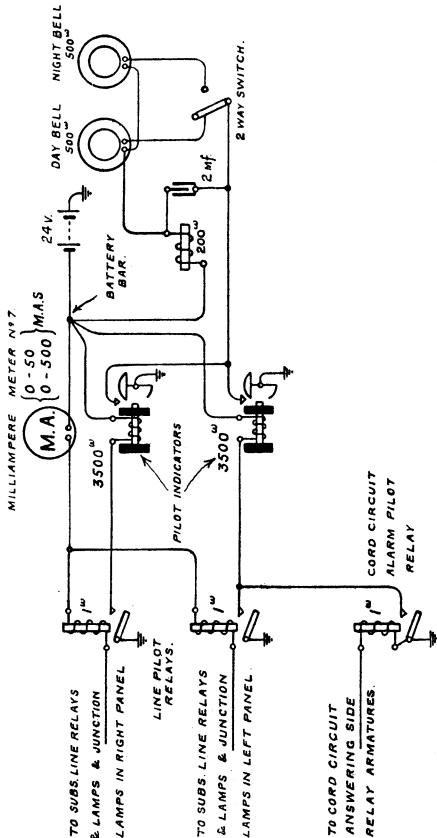 NIGHT BELL
500ω
DAY BELL
500ω
2 WAY SWITCH.
2 Mf.
24 V.
BATTERY
BAR.
200ω
MILLIAMPERE METER Nº7.
{0 - 50
{0 - 500} M.A.S
M.A.
3500ω
PILOT INDICATORS
3500ω
1ω
LINE PILOT
RELAYS.
1ω
CORD CIRCUIT
ALARM PILOT
RELAY
1ω
TO SUBS. LINE RELAYS
& LAMPS & JUNCTION
LAMPS IN RIGHT PANEL
TO SUBS. LINE RELAYS
& LAMPS & JUNCTION
LAMPS IN LEFT PANEL.
TO CORD CIRCUIT
ANSWERING SIDE
RELAY ARMATURES.